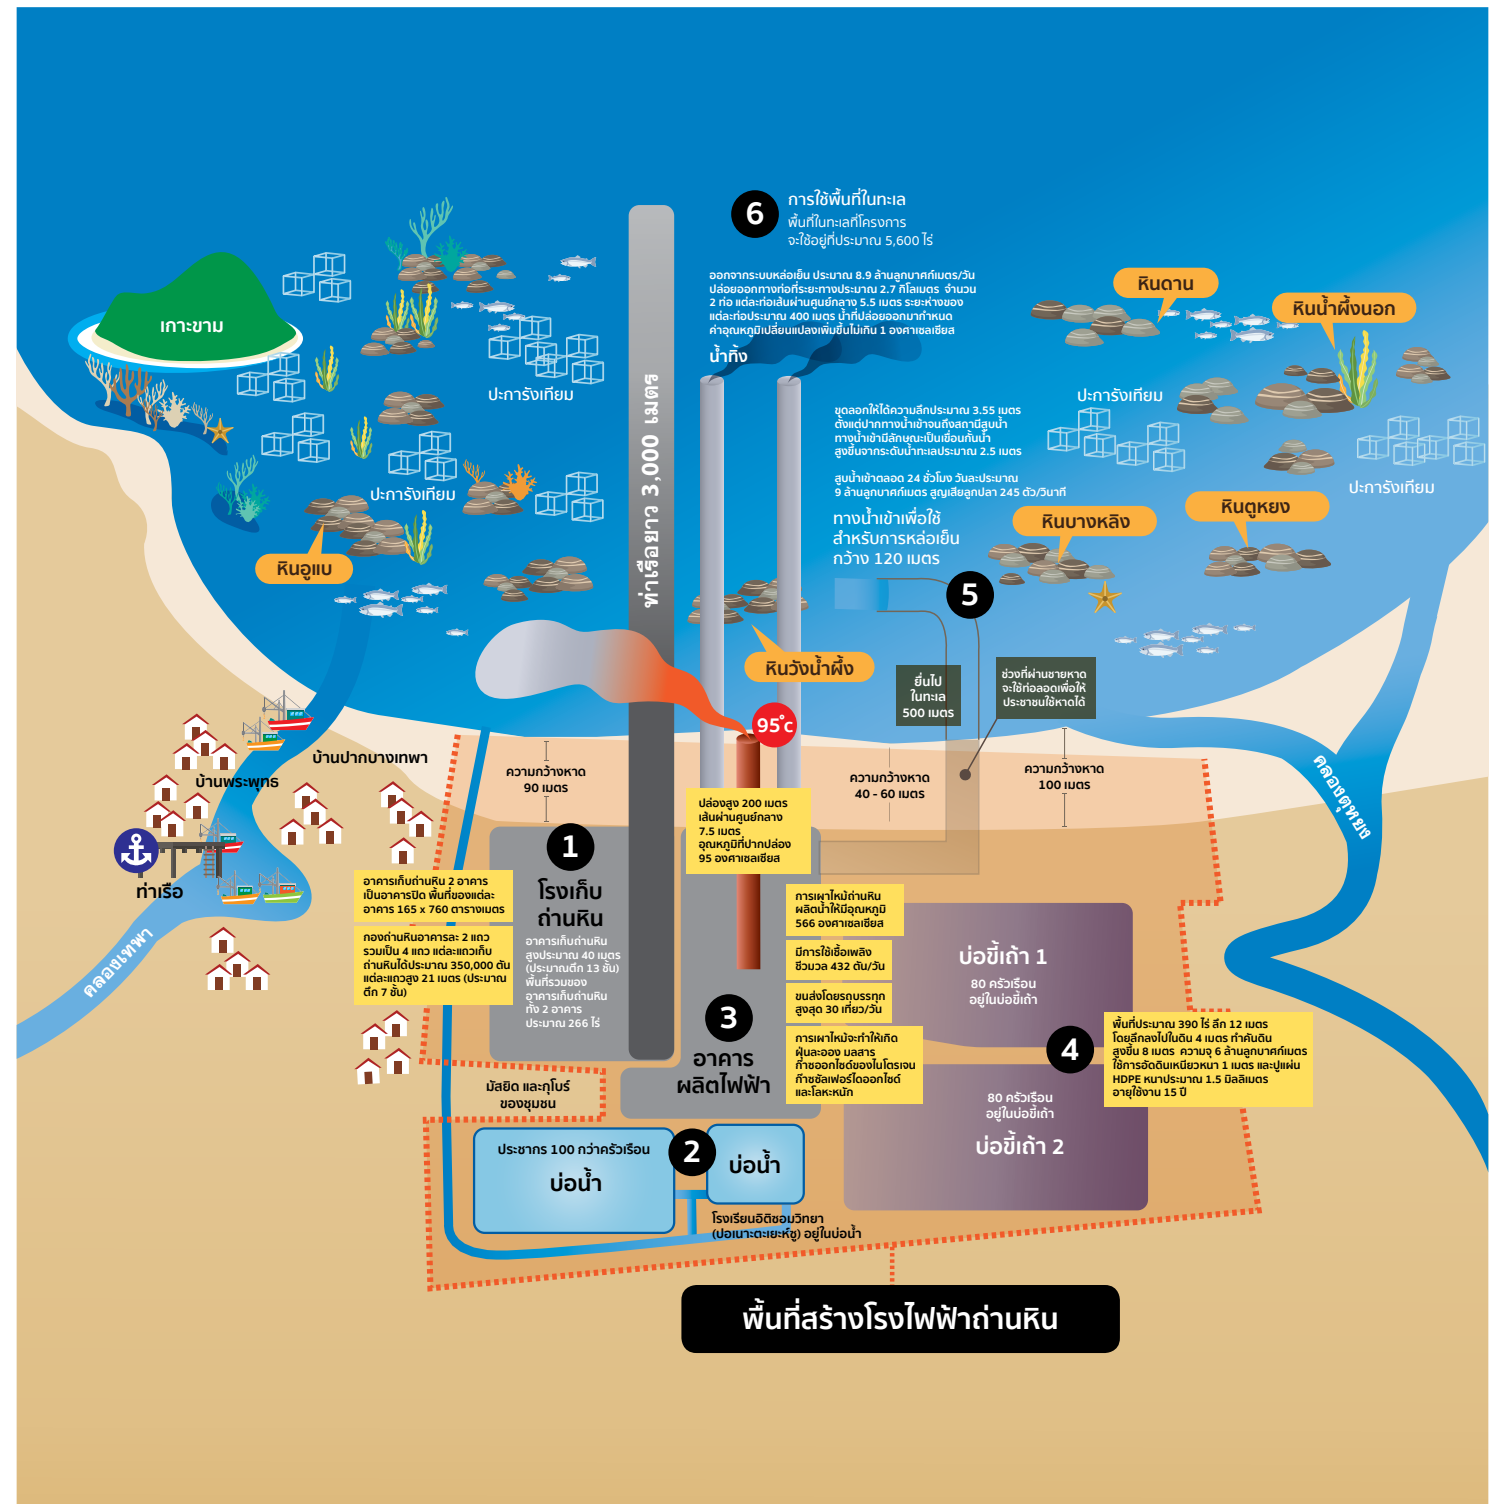 6
การใช้พื้นที่ในทะเล
พื้นที่ในทะเลที่โครงการ
จะใช้อยู่ที่ประมาณ 5,600 ไร่
ออกจากระบบหล่อเย็น ประมาณ 8.9 ล้านลูกบาศก์เมตร/วัน
ปล่อยออกทางท่อที่ระยะทางประมาณ 2.7 กิโลเมตร จำนวน
2 ท่อ แต่ละท่อเส้นผ่านศูนย์กลาง 5.5 เมตร ระยะห่างของ
แต่ละท่อประมาณ 400 เมตร น้ำที่ปล่อยออกมากำหนด
ค่าอุณหภูมิเปลี่ยนแปลงเพิ่มขึ้นไม่เกิน 1 องศาเซลเซียส
น้ำทิ้ง
เกาะขาม
หินดาน
หินน้ำผึ้งนอก
ปะการังเทียม
ปะการังเทียม
ท่าเรือยาว 3,000 เมตร
ขุดลอกให้ได้ความลึกประมาณ 3.55 เมตร
ตั้งแต่ปากทางน้ำเข้าจนถึงสถานีสูบน้ำ
ทางน้ำเข้ามีลักษณะเป็นเขื่อนกั้นน้ำ
สูงขึ้นจากระดับน้ำทะเลประมาณ 2.5 เมตร
สูบน้ำเข้าตลอด 24 ชั่วโมง วันละประมาณ
9 ล้านลูกบาศก์เมตร สูญเสียลูกปลา 245 ตัว/วินาที
ทางน้ำเข้าเพื่อใช้
สำหรับการหล่อเย็น
กว้าง 120 เมตร
ปะการังเทียม
ปะการังเทียม
หินบางหลิง
หินตูหยง
หินอูแบ
5
หินวังน้ำผึ้ง
ยื่นไป
ในทะเล
500 เมตร
ช่วงที่ผ่านชายหาด
จะใช้ท่อลอดเพื่อให้
ประชาชนใช้หาดได้
95°c
บ้านปากบางเทพา
บ้านพระพุทธ
ท่าเรือ
คลองเทพา
คลองตูหยง
ความกว้างหาด
90 เมตร
ความกว้างหาด
40 - 60 เมตร
ความกว้างหาด
100 เมตร
ปล่องสูง 200 เมตร
เส้นผ่านศูนย์กลาง
7.5 เมตร
อุณหภูมิที่ปากปล่อง
95 องศาเซลเซียส
1
โรงเก็บ
ถ่านหิน
อาคารเก็บถ่านหิน
สูงประมาณ 40 เมตร
(ประมาณตึก 13 ชั้น)
พื้นที่รวมของ
อาคารเก็บถ่านหิน
ทั้ง 2 อาคาร
ประมาณ 266 ไร่
อาคารเก็บถ่านหิน 2 อาคาร
เป็นอาคารปิด พื้นที่ของแต่ละ
อาคาร 165 x 760 ตารางเมตร
กองถ่านหินอาคารละ 2 แถว
รวมเป็น 4 แถว แต่ละแถวเก็บ
ถ่านหินได้ประมาณ 350,000 ตัน
แต่ละแถวสูง 21 เมตร (ประมาณ
ตึก 7 ชั้น)
การเผาไหม้ถ่านหิน
ผลิตน้ำให้มีอุณหภูมิ
566 องศาเซลเซียส
มีการใช้เชื้อเพลิง
ชีวมวล 432 ตัน/วัน
ขนส่งโดยรถบรรทุก
สูงสุด 30 เที่ยว/วัน
การเผาไหม้จะทำให้เกิด
ฝุ่นละออง มลสาร
ก๊าซออกไซด์ของไนโตรเจน
ก๊าซซัลเฟอร์ไดออกไซด์
และโลหะหนัก
3
อาคาร
ผลิตไฟฟ้า
บ่อขี้เถ้า 1
80 ครัวเรือน
อยู่ในบ่อขี้เถ้า
4
พื้นที่ประมาณ 390 ไร่ ลึก 12 เมตร
โดยลึกลงไปในดิน 4 เมตร ทำคันดิน
สูงขึ้น 8 เมตร ความจุ 6 ล้านลูกบาศก์เมตร
ใช้การอัดดินเหนียวหนา 1 เมตร และปูแผ่น
HDPE หนาประมาณ 1.5 มิลลิเมตร
อายุใช้งาน 15 ปี
80 ครัวเรือน
อยู่ในบ่อขี้เถ้า
บ่อขี้เถ้า 2
มัสยิด และกุโบร์
ของชุมชน
ประชากร 100 กว่าครัวเรือน
บ่อน้ำ
2
บ่อน้ำ
โรงเรียนอิติซอมวิทยา
(ปอเนาะตะเยะห์ซู) อยู่ในบ่อน้ำ
พื้นที่สร้างโรงไฟฟ้าถ่านหิน